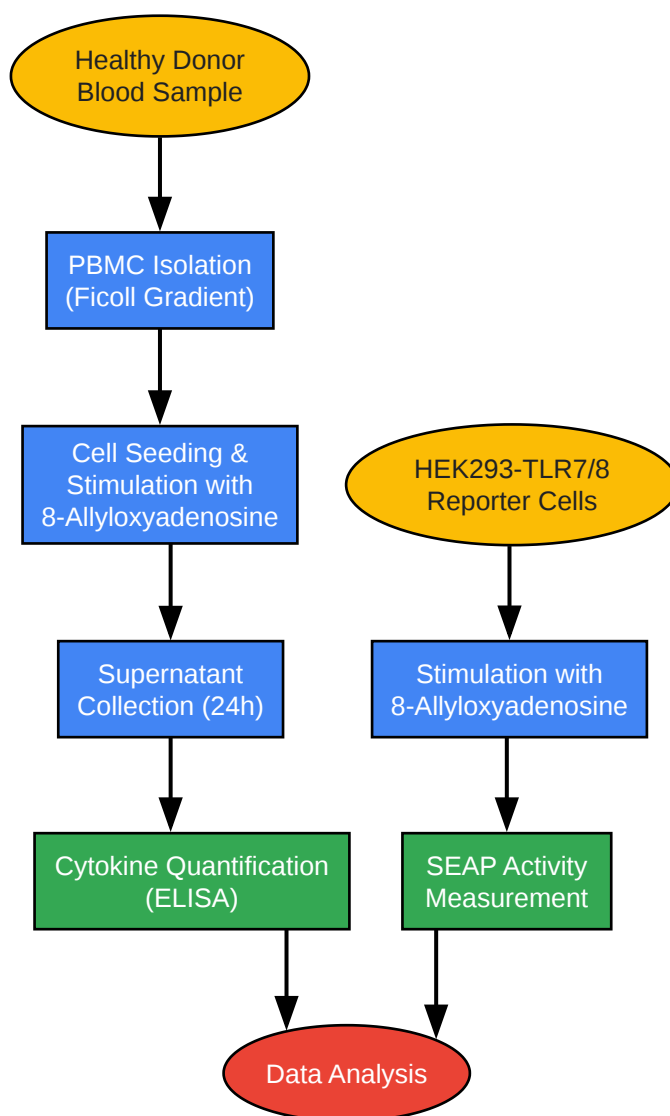 Healthy Donor
Blood Sample
PBMC Isolation
(Ficoll Gradient)
Cell Seeding &
Stimulation with
8-Allyloxyadenosine
HEK293-TLR7/8
Reporter Cells
Supernatant
Collection (24h)
Stimulation with
8-Allyloxyadenosine
Cytokine Quantification
(ELISA)
SEAP Activity
Measurement
Data Analysis